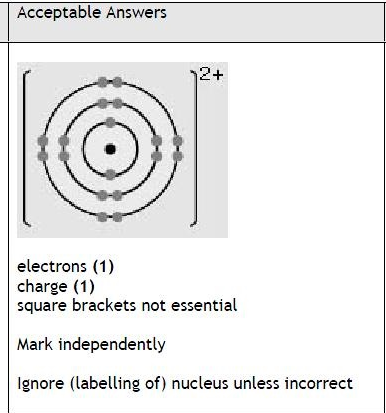 Acceptable Answers
2+
electrons (1)
charge (1)
square brackets not essential
Mark independently
Ignore (labelling of) nucleus unless incorrect